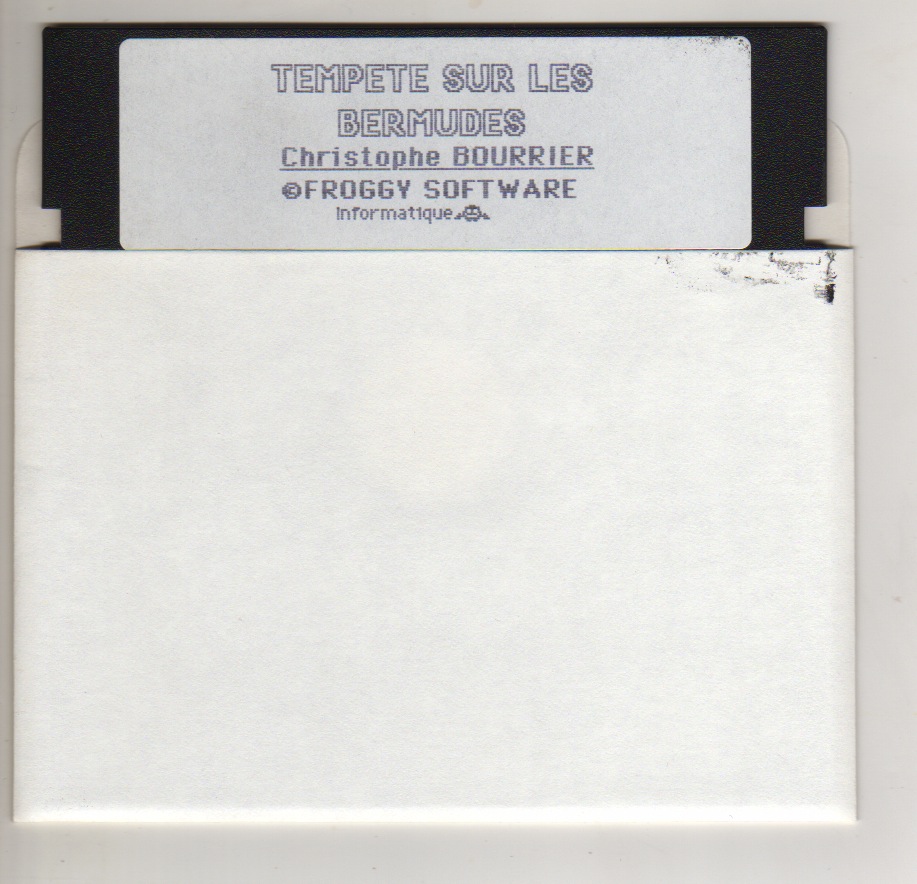 TEMPETE SUR LES
BERMUDES
Christophe BOURRIER
©FROGGY SOFTWARE
Informatique